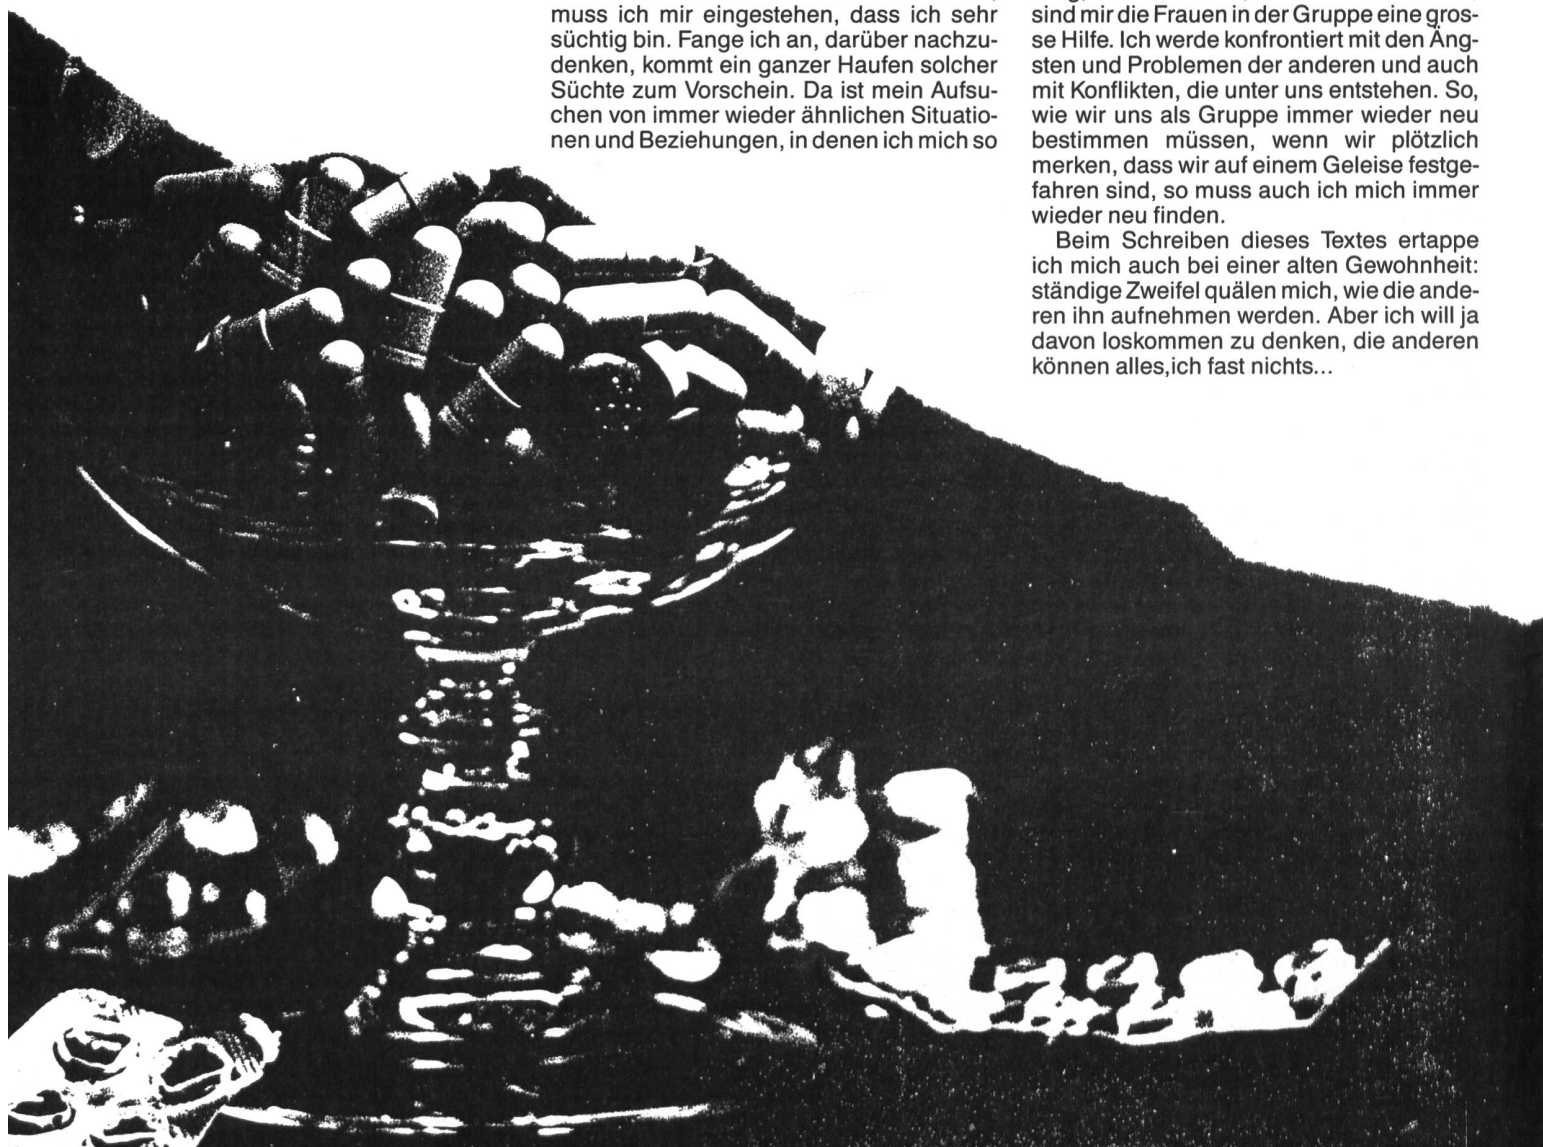 muss ich mir eingestehen, dass ich sehr
süchtig bin. Fange ich an, darüber nachzu-
denken, kommt ein ganzer Haufen solcher
Süchte zum Vorschein. Da ist mein Aufsu-
chen von immer wieder ähnlichen Situatio-
nen und Beziehungen, in denen ich mich so
sind mir die Frauen in der Gruppe eine gros-
se Hilfe. Ich werde konfrontiert mit den Äng-
sten und Problemen der anderen und auch
mit Konflikten, die unter uns entstehen. So,
wie wir uns als Gruppe immer wieder neu
bestimmen müssen, wenn wir plötzlich
merken, dass wir auf einem Geleise festge-
fahren sind, so muss auch ich mich immer
wieder neu finden.
Beim Schreiben dieses Textes ertappe
ich mich auch bei einer alten Gewohnheit:
ständige Zweifel quälen mich, wie die ande-
ren ihn aufnehmen werden. Aber ich will ja
davon loskommen zu denken, die anderen
können alles,ich fast nichts...